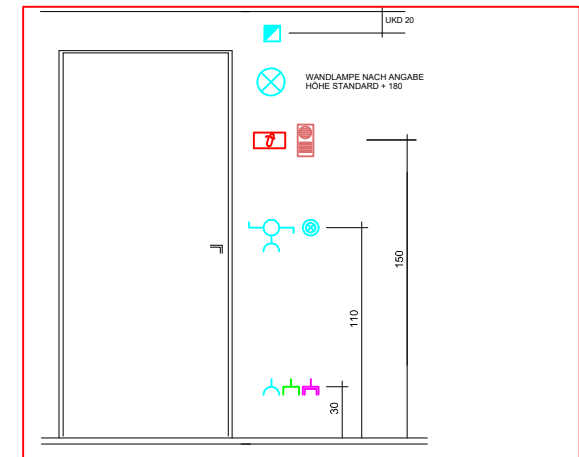 UKD 20
WANDLAMPE NACH ANGABE
HÖHE STANDARD + 180
150
110
30